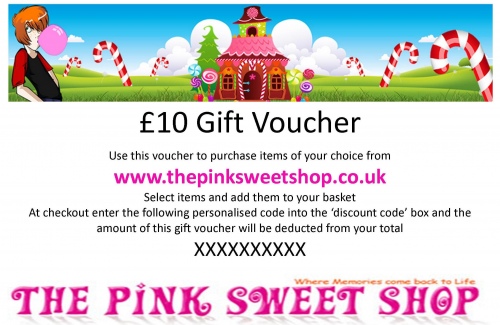 £10 Gift Voucher
Use this voucher to purchase items of your choice from
www.thepinksweetshop.co.uk
Select items and add them to your basket
At checkout enter the following personalised code into the ‘discount code’ box and the
amount of this gift voucher will be deducted from your total
XXXXXXXXXX
Where Memories come back to Life
THE PINK SWEET SHOP